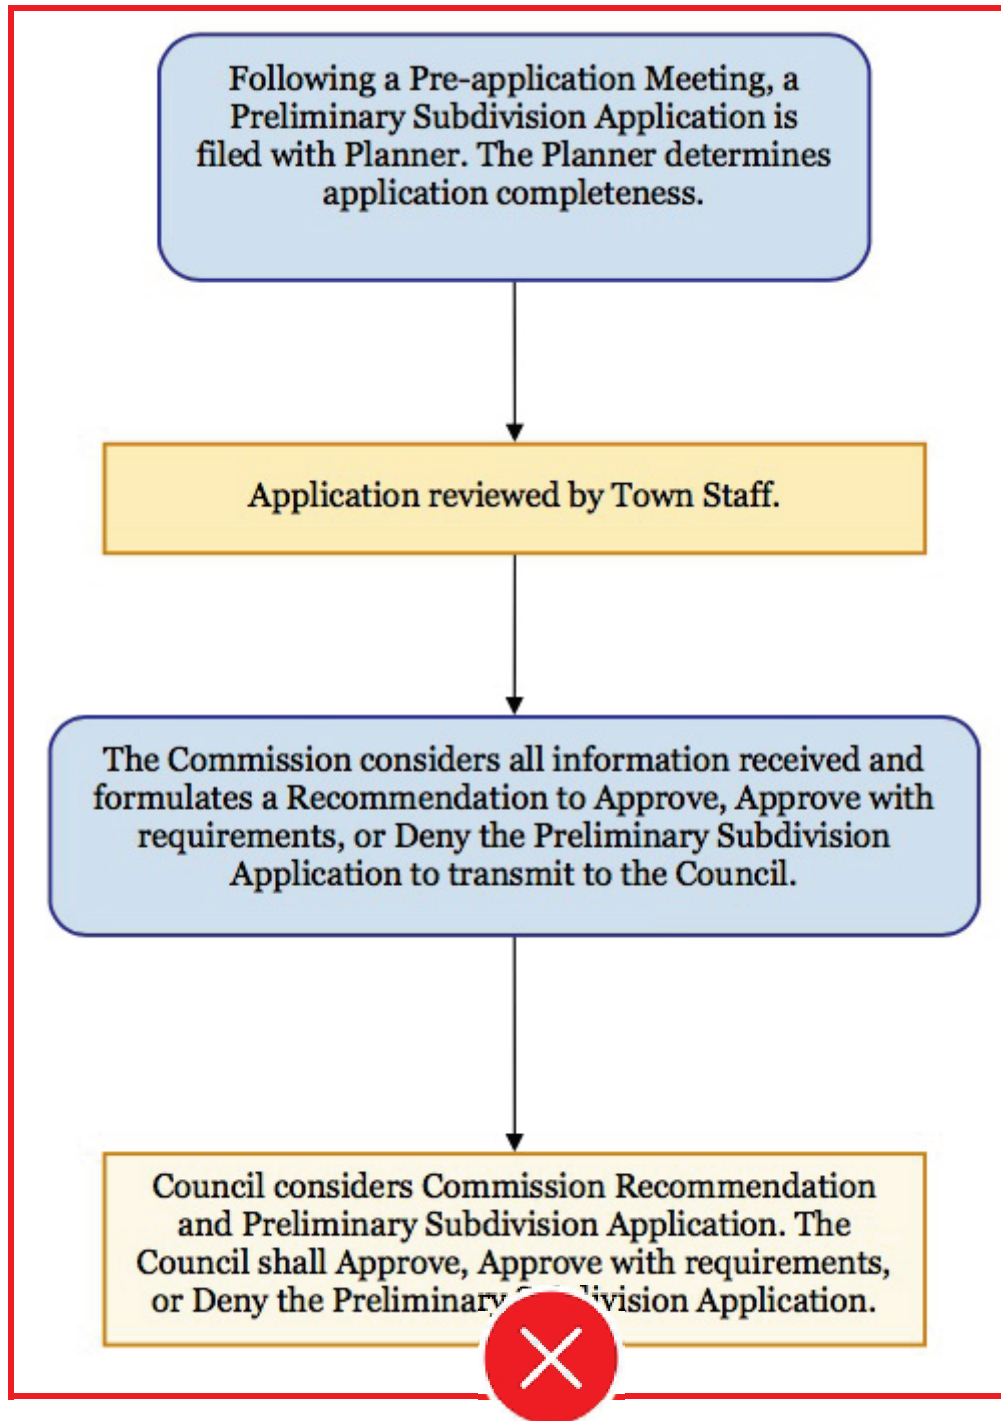 Following a Pre-application Meeting, a
Preliminary Subdivision Application is
filed with Planner. The Planner determines
application completeness.
Application reviewed by Town Staff.
The Commission considers all information received and
formulates a Recommendation to Approve, Approve with
requirements, or Deny the Preliminary Subdivision
Application to transmit to the Council.
Council considers Commission Recommendation
and Preliminary Subdivision Application. The
Council shall Approve, Approve with requirements,
or Deny the Preliminary Subdivision Application.